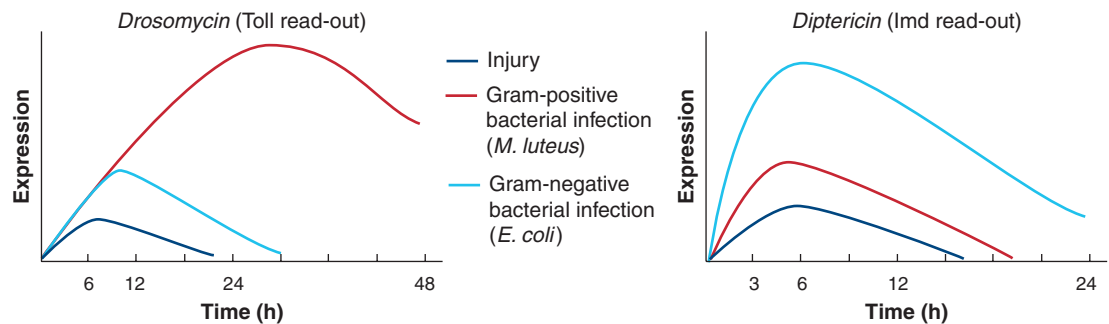 Drosomycin (Toll read-out)
Expression
6 12 24 48
Time (h)
Injury
Gram-positive
bacterial infection
(M. luteus)
Gram-negative
bacterial infection
(E. coli)
Diptericin (Imd read-out)
Expression
3 6 12 24
Time (h)